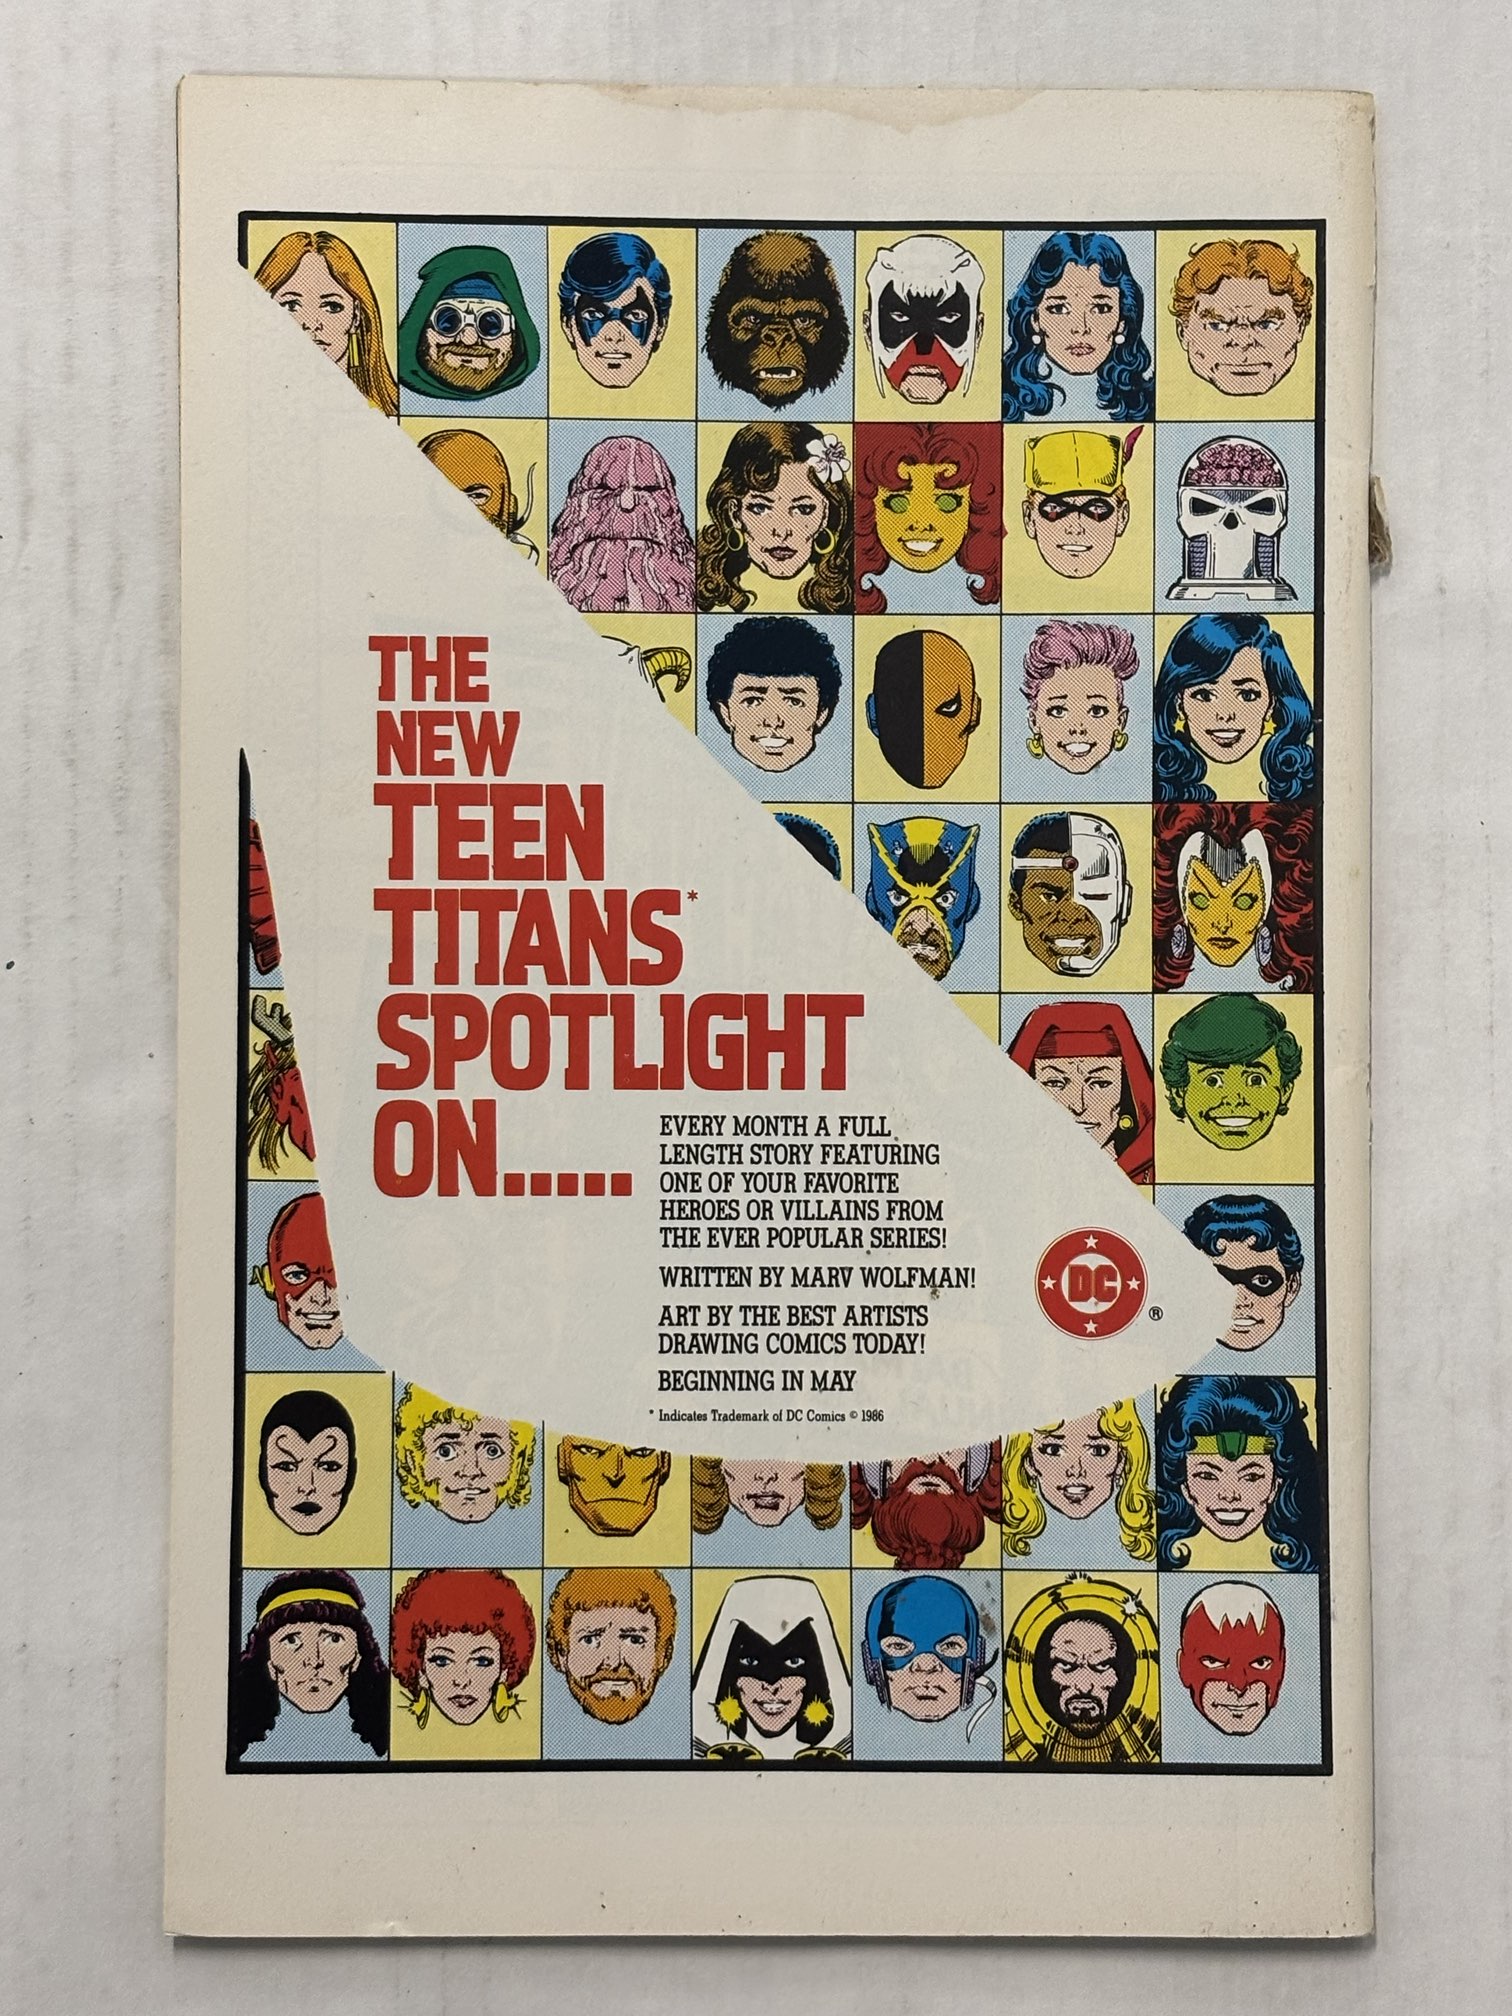 THE
NEW
TEEN
TITANS*
SPOTLIGHT
ON.....
EVERY MONTH A FULL
LENGTH STORY FEATURING
ONE OF YOUR FAVORITE
HEROES OR VILLAINS FROM
THE EVER POPULAR SERIES!
WRITTEN BY MARV WOLFMAN!
ART BY THE BEST ARTISTS
DRAWING COMICS TODAY!
BEGINNING IN MAY
* Indicates Trademark of DC Comics © 1986
DC ®